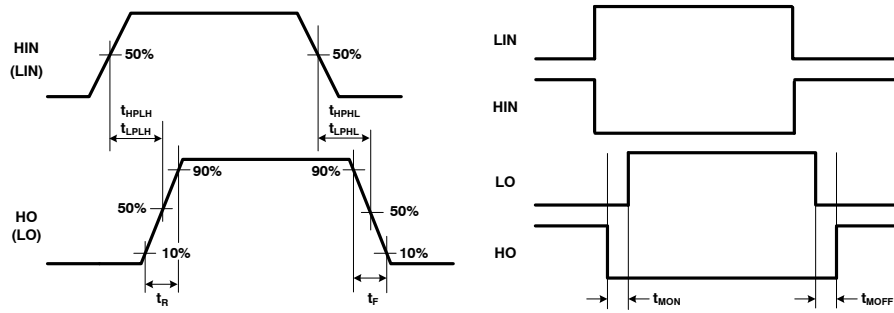 HIN
(LIN)
50%
50%
tHPLH
tLPLH
tHPHL
tLPHL
90%
90%
HO
(LO)
50%
50%
10%
10%
tR
tF
LIN
HIN
LO
HO
tMON
tMOFF